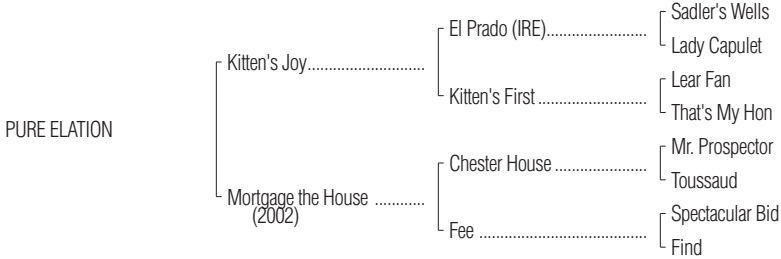 Sadler's Wells
El Prado (IRE)
Lady Capulet
Kitten's Joy
Lear Fan
Kitten's First
That's My Hon
PURE ELATION
Mr. Prospector
Chester House
Toussaud
Mortgage the House
(2002)
Spectacular Bid
Fee
Find